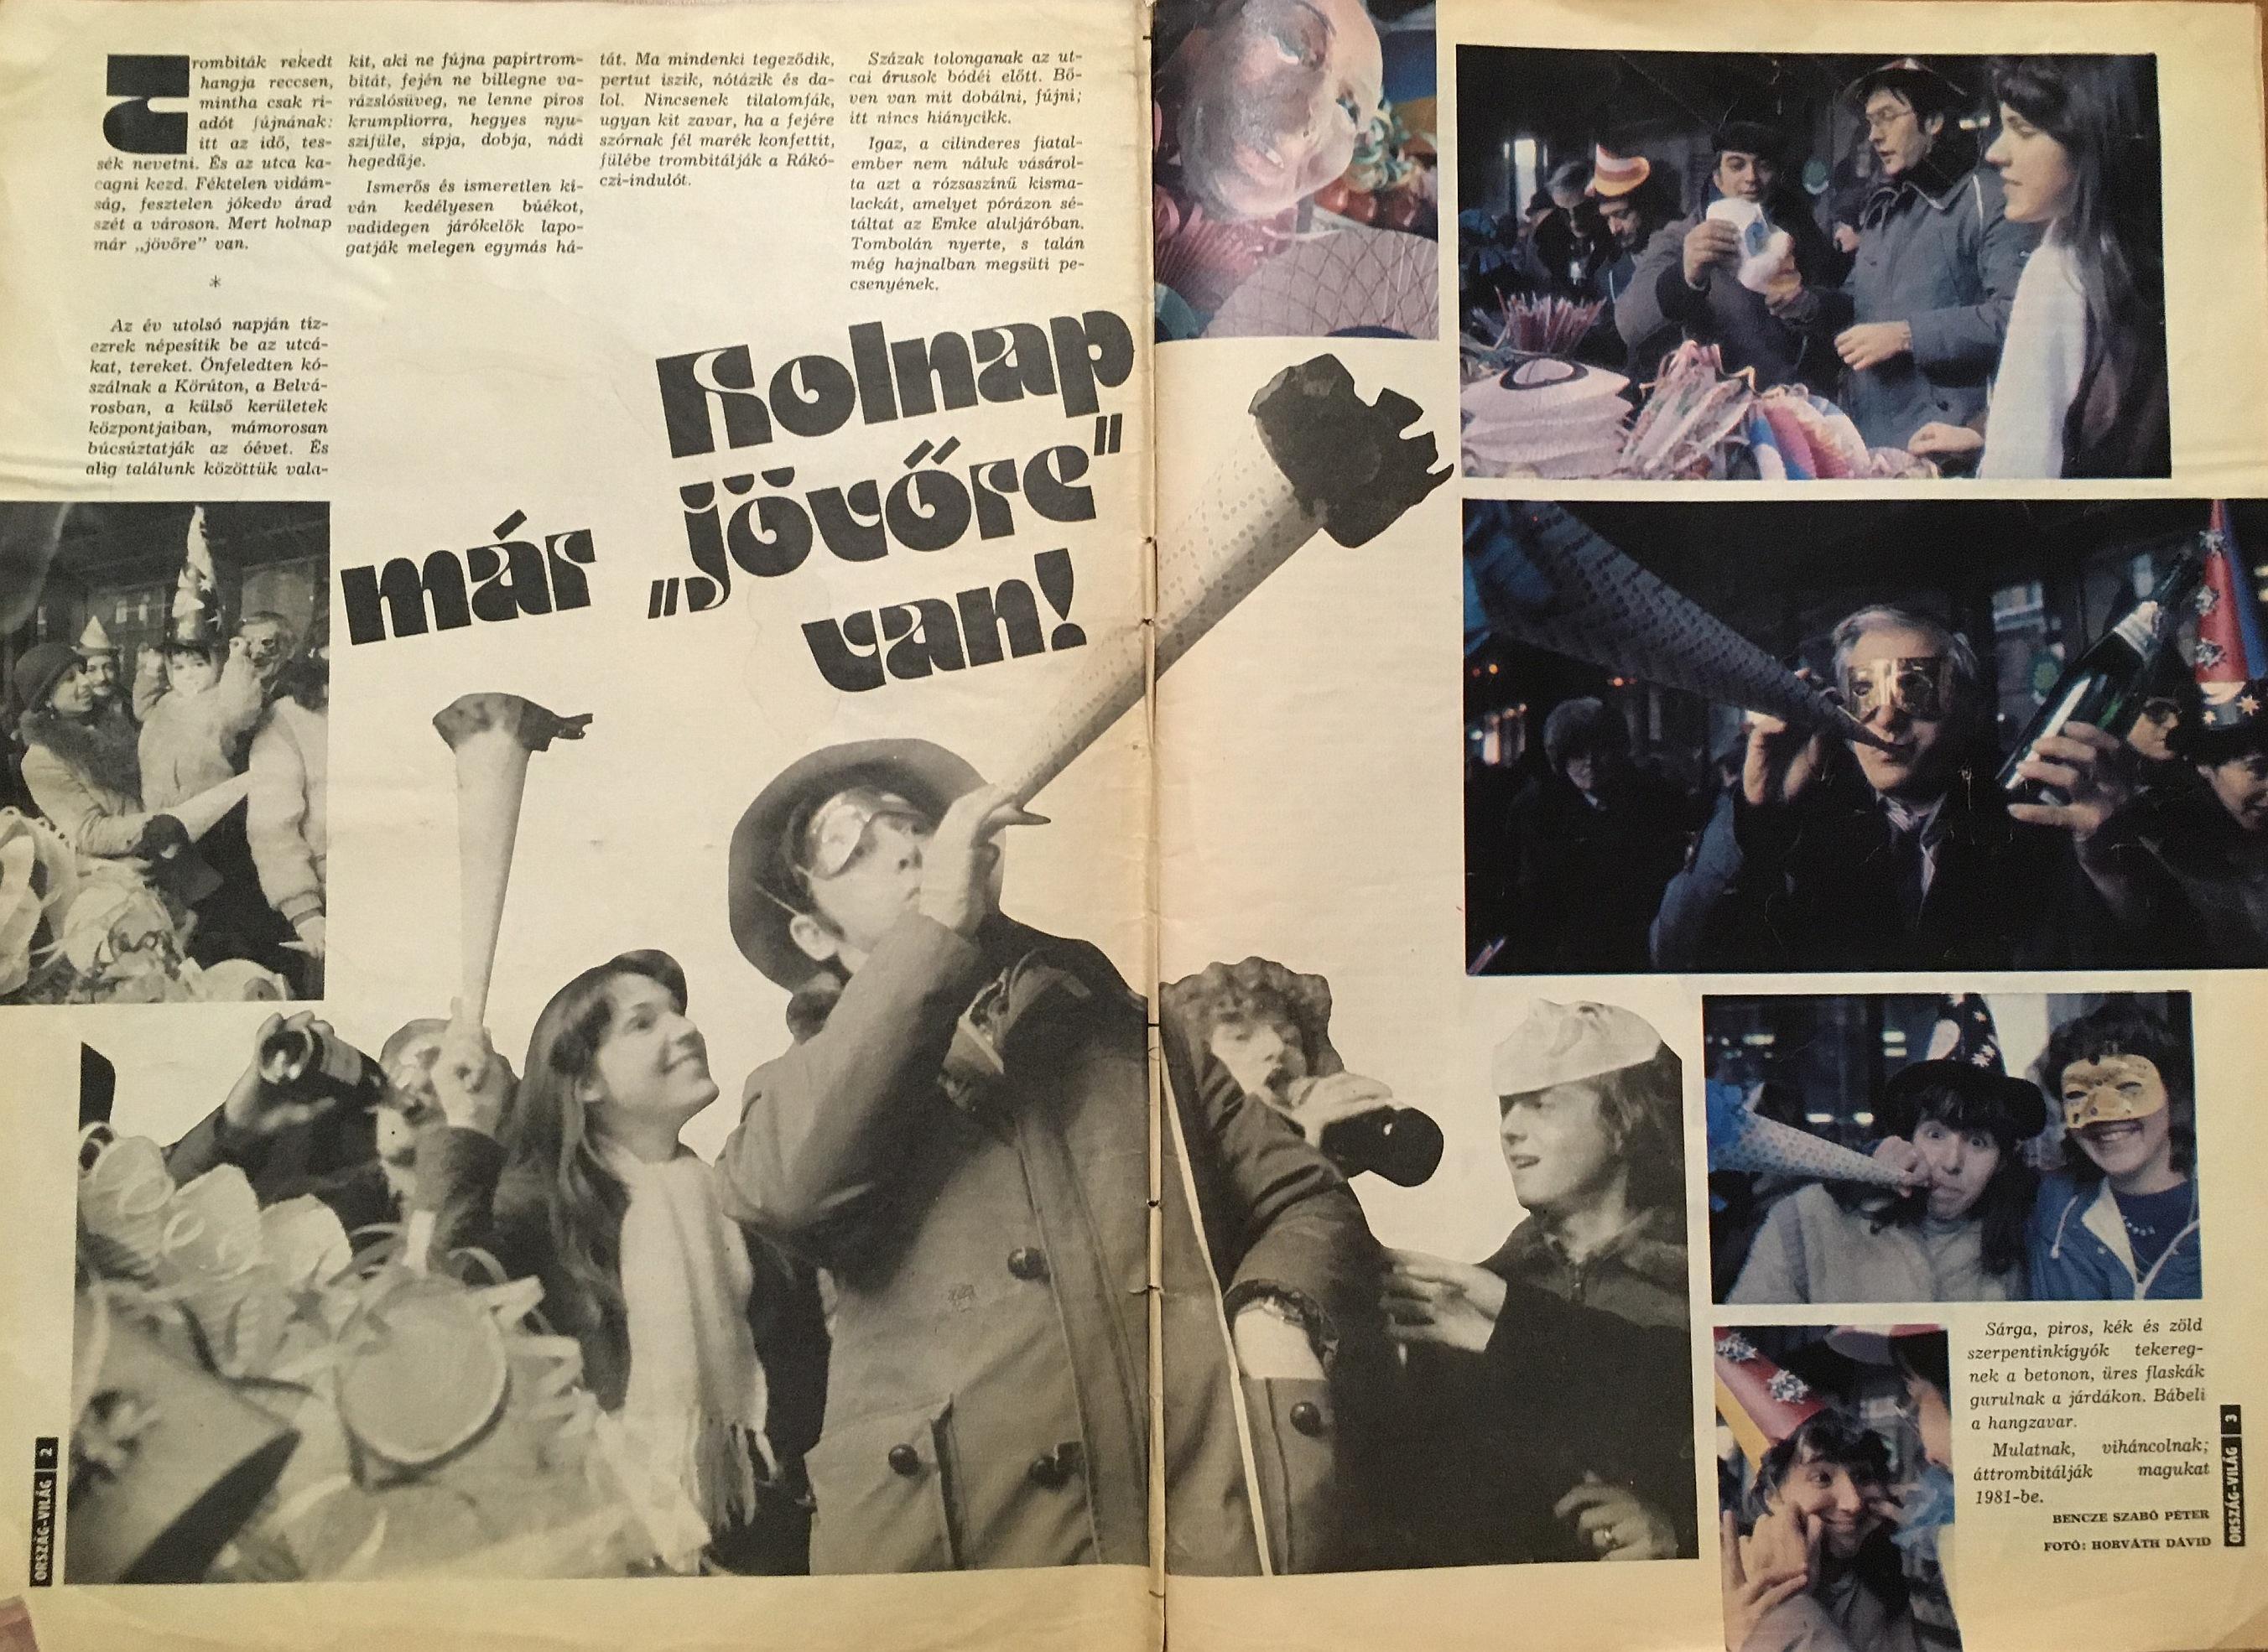 Trombiták rekedt
hangja reccsen,
mintha csak ri-
adót fújnának:
itt az idő, tes-
sék nevetni. És az utca ka-
cagni kezd. Féktelen vidám-
ság, fesztelen jókedv árad
szét a városon. Mert holnap
már „jövőre” van.
*
Az év utolsó napján tíz-
ezrek népesítik be az utcá-
kat, tereket. Önfeledten kó-
szálnak a Körúton, a Belvá-
rosban, a külső kerületek
központjaiban, mámorosan
búcsúztatják az óévet. És
alig találunk közöttük vala-
kit, aki ne fújna papírtrom-
bitát, fején ne billegne va-
rázslósüveg, ne lenne piros
krumpliorra, hegyes nyu-
szifüle, sípja, dobja, nádi
hegedűje.
Ismerős és ismeretlen kí-
ván kedélyesen búékot,
vadidegen járókelők lapo-
gatják melegen egymás há-
tát. Ma mindenki tegeződik,
pertut iszik, nótázik és da-
lol. Nincsenek tilalomfák,
ugyan kit zavar, ha a fejére
szórnak fél marék konfettit,
fülébe trombitálják a Rákó-
czi-indulót.
Százak tolonganak az ut-
cai árusok bódéi előtt. Bő-
ven van mit dobálni, fújni;
itt nincs hiánycikk.
Igaz, a cilinderes fiatal-
ember nem náluk vásárol-
ta azt a rózsaszínű kisma-
lackát, amelyet pórázon sé-
táltat az Emke aluljáróban.
Tombolán nyerte, s talán
még hajnalban megsüti pe-
csenyének.
Holnap
már „jövőre”
van!
Sárga, piros, kék és zöld
szerpentinkígyók tekereg-
nek a betonon, üres flaskák
gurulnak a járdákon. Bábeli
a hangzavar.
Mulatnak, viháncolnak;
áttrombitálják magukat
1981-be.
BENCZE SZABÓ PÉTER
FOTÓ: HORVÁTH DÁVID
ORSZÁG-VILÁG | 2
ORSZÁG-VILÁG | 3